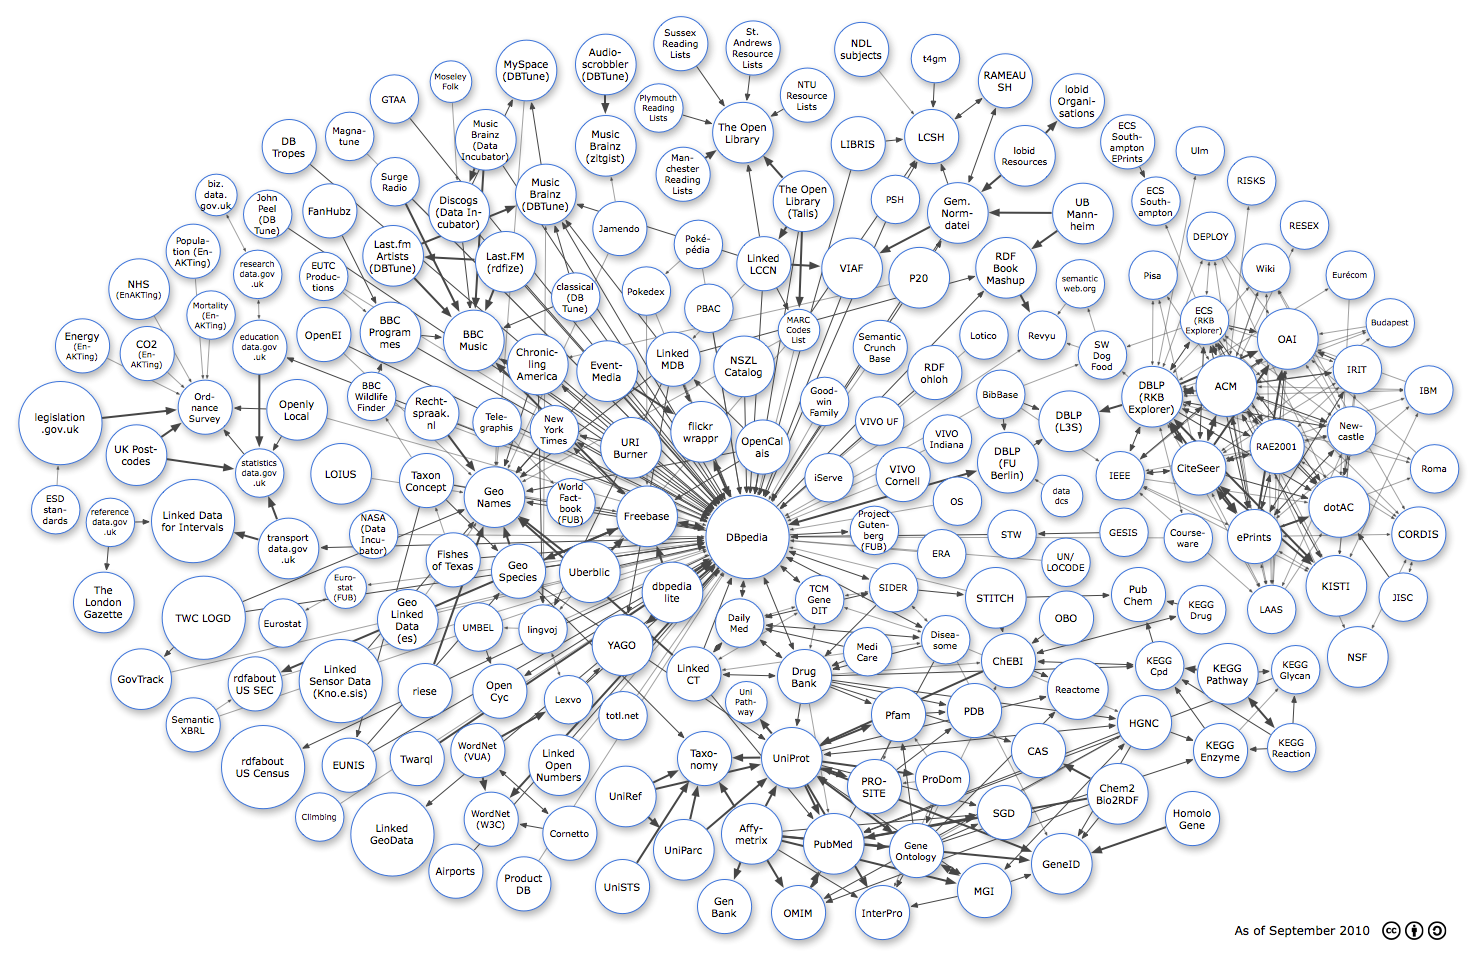 Sussex
Reading
Lists
St.
Andrews
Resource
Lists
NDL
subjects
t4gm
RAMEAU
SH
lobid
Organi-
sations
MySpace
(DBTune)
Audio-
scrobbler
(DBTune)
Moseley
Folk
GTAA
Plymouth
Reading
Lists
NTU
Resource
Lists
The Open
Library
LIBRIS
LCSH
lobid
Resources
ECS
South-
ampton
EPrints
Ulm
Magna-
tune
DB
Tropes
Music
Brainz
(Data
Incubator)
Music
Brainz
(zitgist)
Man-
chester
Reading
Lists
RISKS
biz.
data.
gov.uk
Surge
Radio
Music
Brainz
(DBTune)
The Open
Library
(Talis)
PSH
Gem.
Norm-
datei
UB
Mann-
heim
ECS
South-
ampton
John
Peel
(DB
Tune)
FanHubz
Discogs
(Data In-
cubator)
Jamendo
RESEX
DEPLOY
Popula-
tion (En-
AKTing)
Last.fm
Artists
(DBTune)
Last.FM
(rdfize)
Poké-
pédia
Linked
LCCN
VIAF
P20
RDF
Book
Mashup
semantic
web.org
Pisa
Wiki
Eurécom
research
data.gov
.uk
EUTC
Produc-
tions
NHS
(EnAKTing)
Mortality
(En-
AKTing)
classical
(DB
Tune)
Pokedex
PBAC
MARC
Codes
List
Semantic
Crunch
Base
Lotico
Revyu
ECS
(RKB
Explorer)
OAI
Budapest
Energy
(En-
AKTing)
CO2
(En-
AKTing)
education
data.gov
.uk
OpenEI
BBC
Program
mes
BBC
Music
Chronic-
ling
America
Event-
Media
Linked
MDB
NSZL
Catalog
RDF
ohloh
SW
Dog
Food
IRIT
legislation
.gov.uk
Ord-
nance
Survey
Openly
Local
BBC
Wildlife
Finder
Recht-
spraak.
nl
Tele-
graphis
New
York
Times
URI
Burner
flickr
wrappr
OpenCal
ais
Good-
win
Family
VIVO UF
BibBase
DBLP
(L3S)
DBLP
(RKB
Explorer)
ACM
IBM
UK Post-
codes
VIVO
Indiana
RAE2001
New-
castle
statistics
data.gov
.uk
LOIUS
Taxon
Concept
Geo
Names
World
Fact-
book
(FUB)
Freebase
iServe
VIVO
Cornell
DBLP
(FU
Berlin)
IEEE
CiteSeer
Roma
ESD
stan-
dards
reference
data.gov
.uk
Linked Data
for Intervals
NASA
(Data
Incu-
bator)
OS
data
dcs
dotAC
transport
data.gov
.uk
DBpedia
Project
Guten-
berg
(FUB)
STW
GESIS
Course-
ware
ePrints
CORDIS
Fishes
of Texas
Geo
Species
Uberblic
ERA
UN/
LOCODE
The
London
Gazette
TWC LOGD
Euro-
stat
(FUB)
dbpedia
lite
TCM
Gene
DIT
SIDER
STITCH
Pub
Chem
KEGG
Drug
LAAS
KISTI
JISC
Eurostat
Geo
Linked
Data
(es)
UMBEL
lingvoj
YAGO
Daily
Med
Disea-
some
OBO
Medi
Care
ChEBI
NSF
GovTrack
rdfabout
US SEC
Linked
Sensor Data
(Kno.e.sis)
riese
Open
Cyc
Lexvo
Linked
CT
Drug
Bank
KEGG
Cpd
KEGG
Pathway
KEGG
Glycan
Reactome
Uni
Path-
way
Semantic
XBRL
totl.net
Pfam
PDB
HGNC
rdfabout
US Census
EUNIS
Twarql
WordNet
(VUA)
Linked
Open
Numbers
Taxo-
nomy
UniProt
CAS
KEGG
Enzyme
KEGG
Reaction
PRO-
SITE
ProDom
UniRef
Chem2
Bio2RDF
Climbing
Linked
GeoData
WordNet
(W3C)
Cornetto
UniParc
Affy-
metrix
PubMed
Gene
Ontology
SGD
Homolo
Gene
GeneID
Airports
Product
DB
UniSTS
Gen
Bank
OMIM
InterPro
MGI
As of September 2010
cc